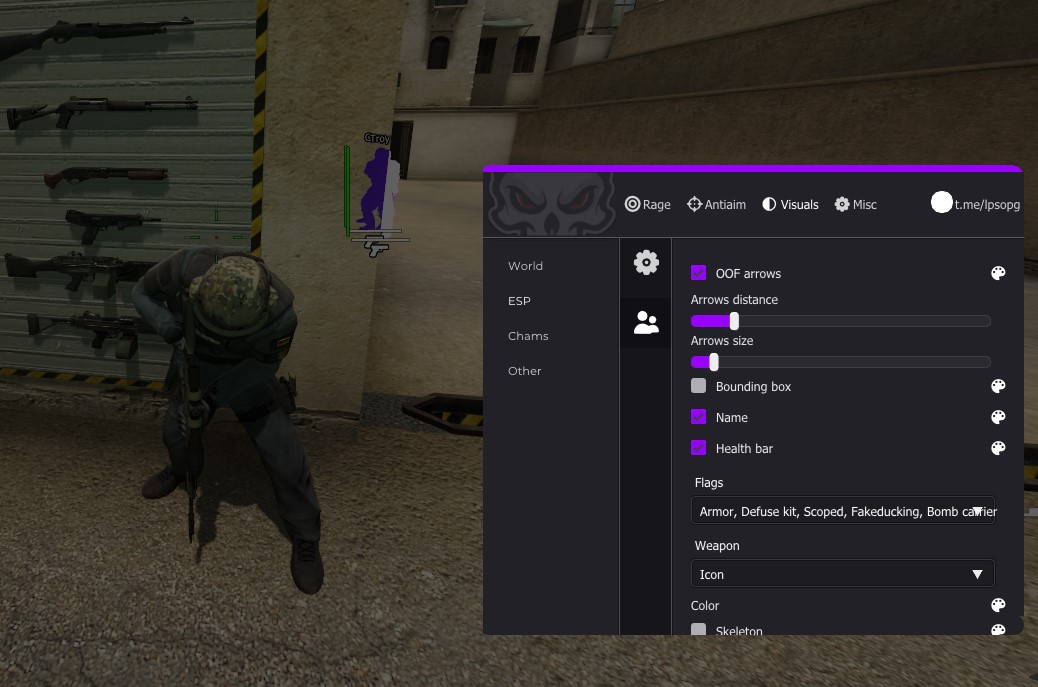 CTroy
Rage
Antiaim
Visuals
Misc
t.me/lpsopg
World
ESP
Chams
Other
OOF arrows
Arrows distance
Arrows size
Bounding box
Name
Health bar
Flags
Armor, Defuse kit, Scoped, Fakeducking, Bomb carrier
Weapon
Icon
Color
Skeleton